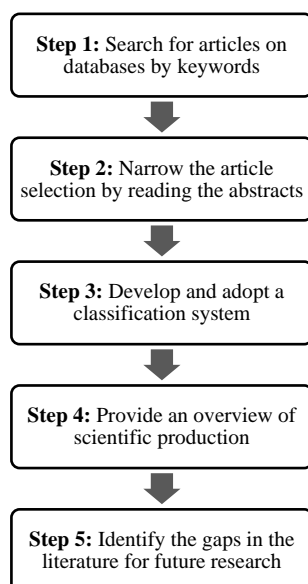 Step 1: Search for articles on
databases by keywords
Step 2: Narrow the article
selection by reading the abstracts
Step 3: Develop and adopt a
classification system
Step 4: Provide an overview of
scientific production
Step 5: Identify the gaps in the
literature for future research